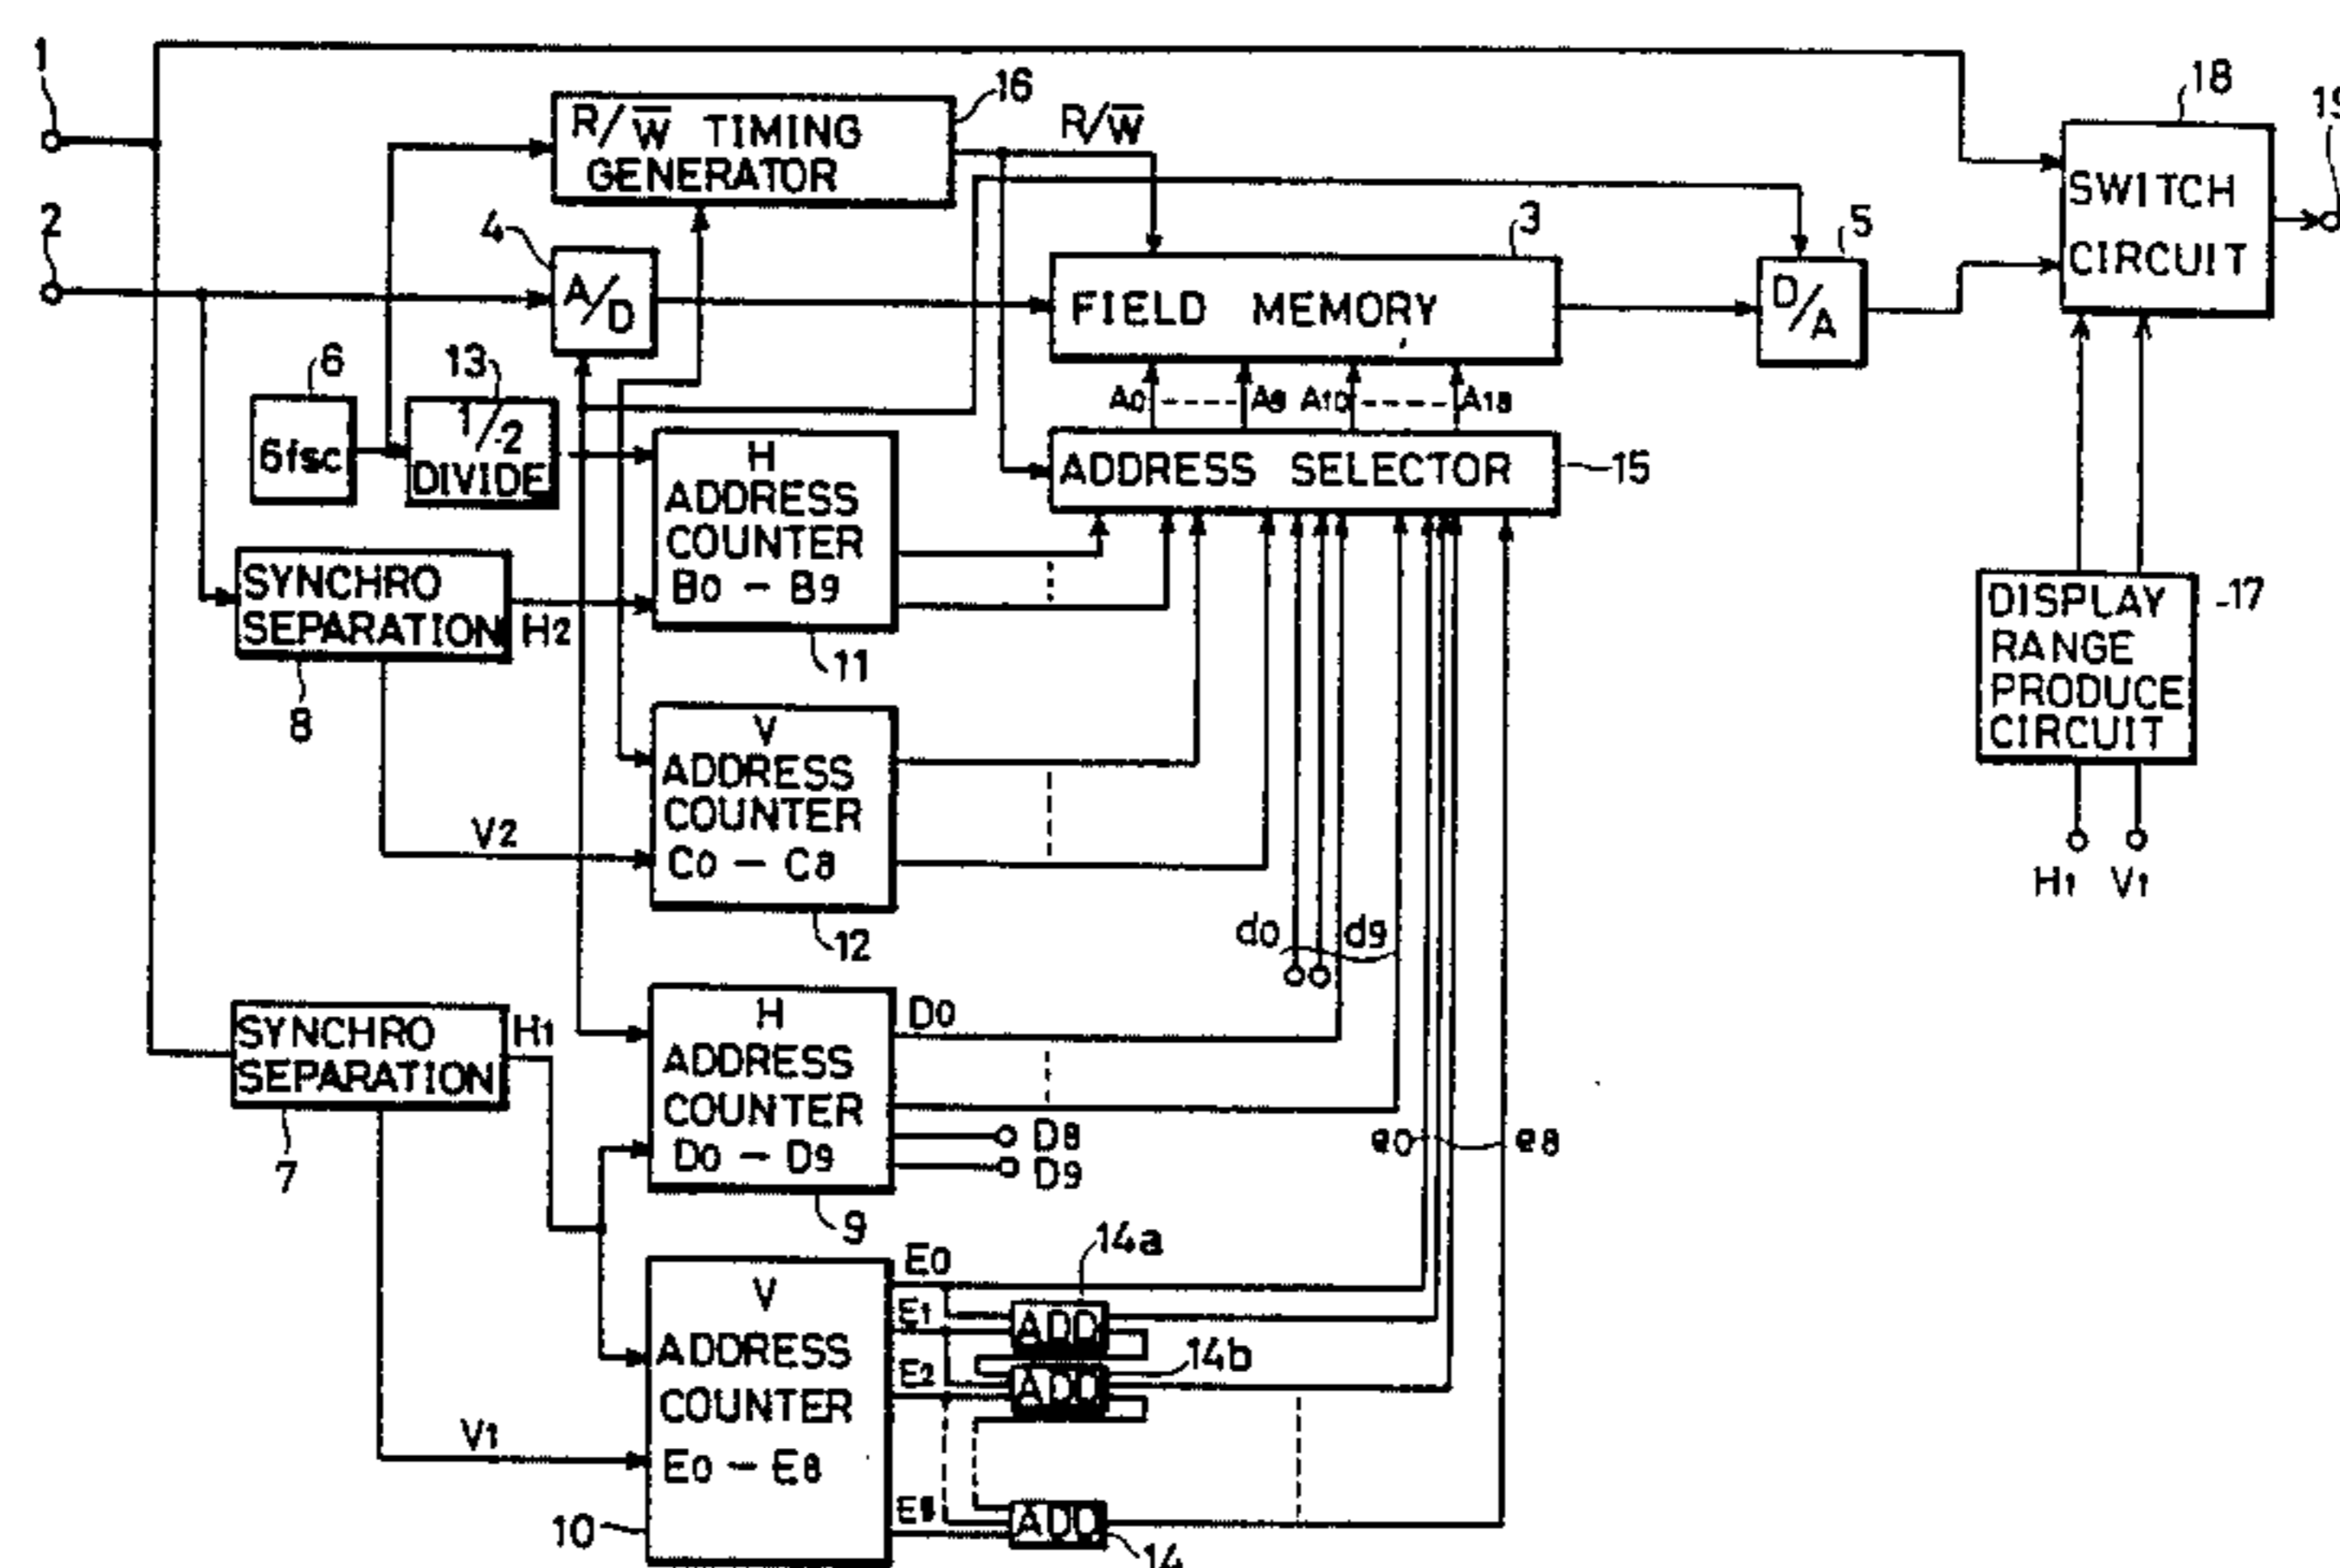 1
16
R/W̅ TIMING
GENERATOR
R/W̅
18
19
SWITCH
CIRCUIT
2
4
A/D
3
FIELD MEMORY
5
D/A
6
6fsc
13
1/2
DIVIDE
A0 ---- A9 A10 ---- A18
ADDRESS SELECTOR
15
H
ADDRESS
COUNTER
B0 - B9
11
SYNCHRO
SEPARATION
H2
8
DISPLAY
RANGE
PRODUCE
CIRCUIT
17
H1 V1
V
ADDRESS
COUNTER
C0 - C8
12
V2
d0 d9
SYNCHRO
SEPARATION
H1
7
H
ADDRESS
COUNTER
D0 - D9
9
D0
D8
D9
e0 e8
V
ADDRESS
COUNTER
E0 - E8
10
V1
E0
E1
E2
14a
ADD
14b
ADD
ADD
14